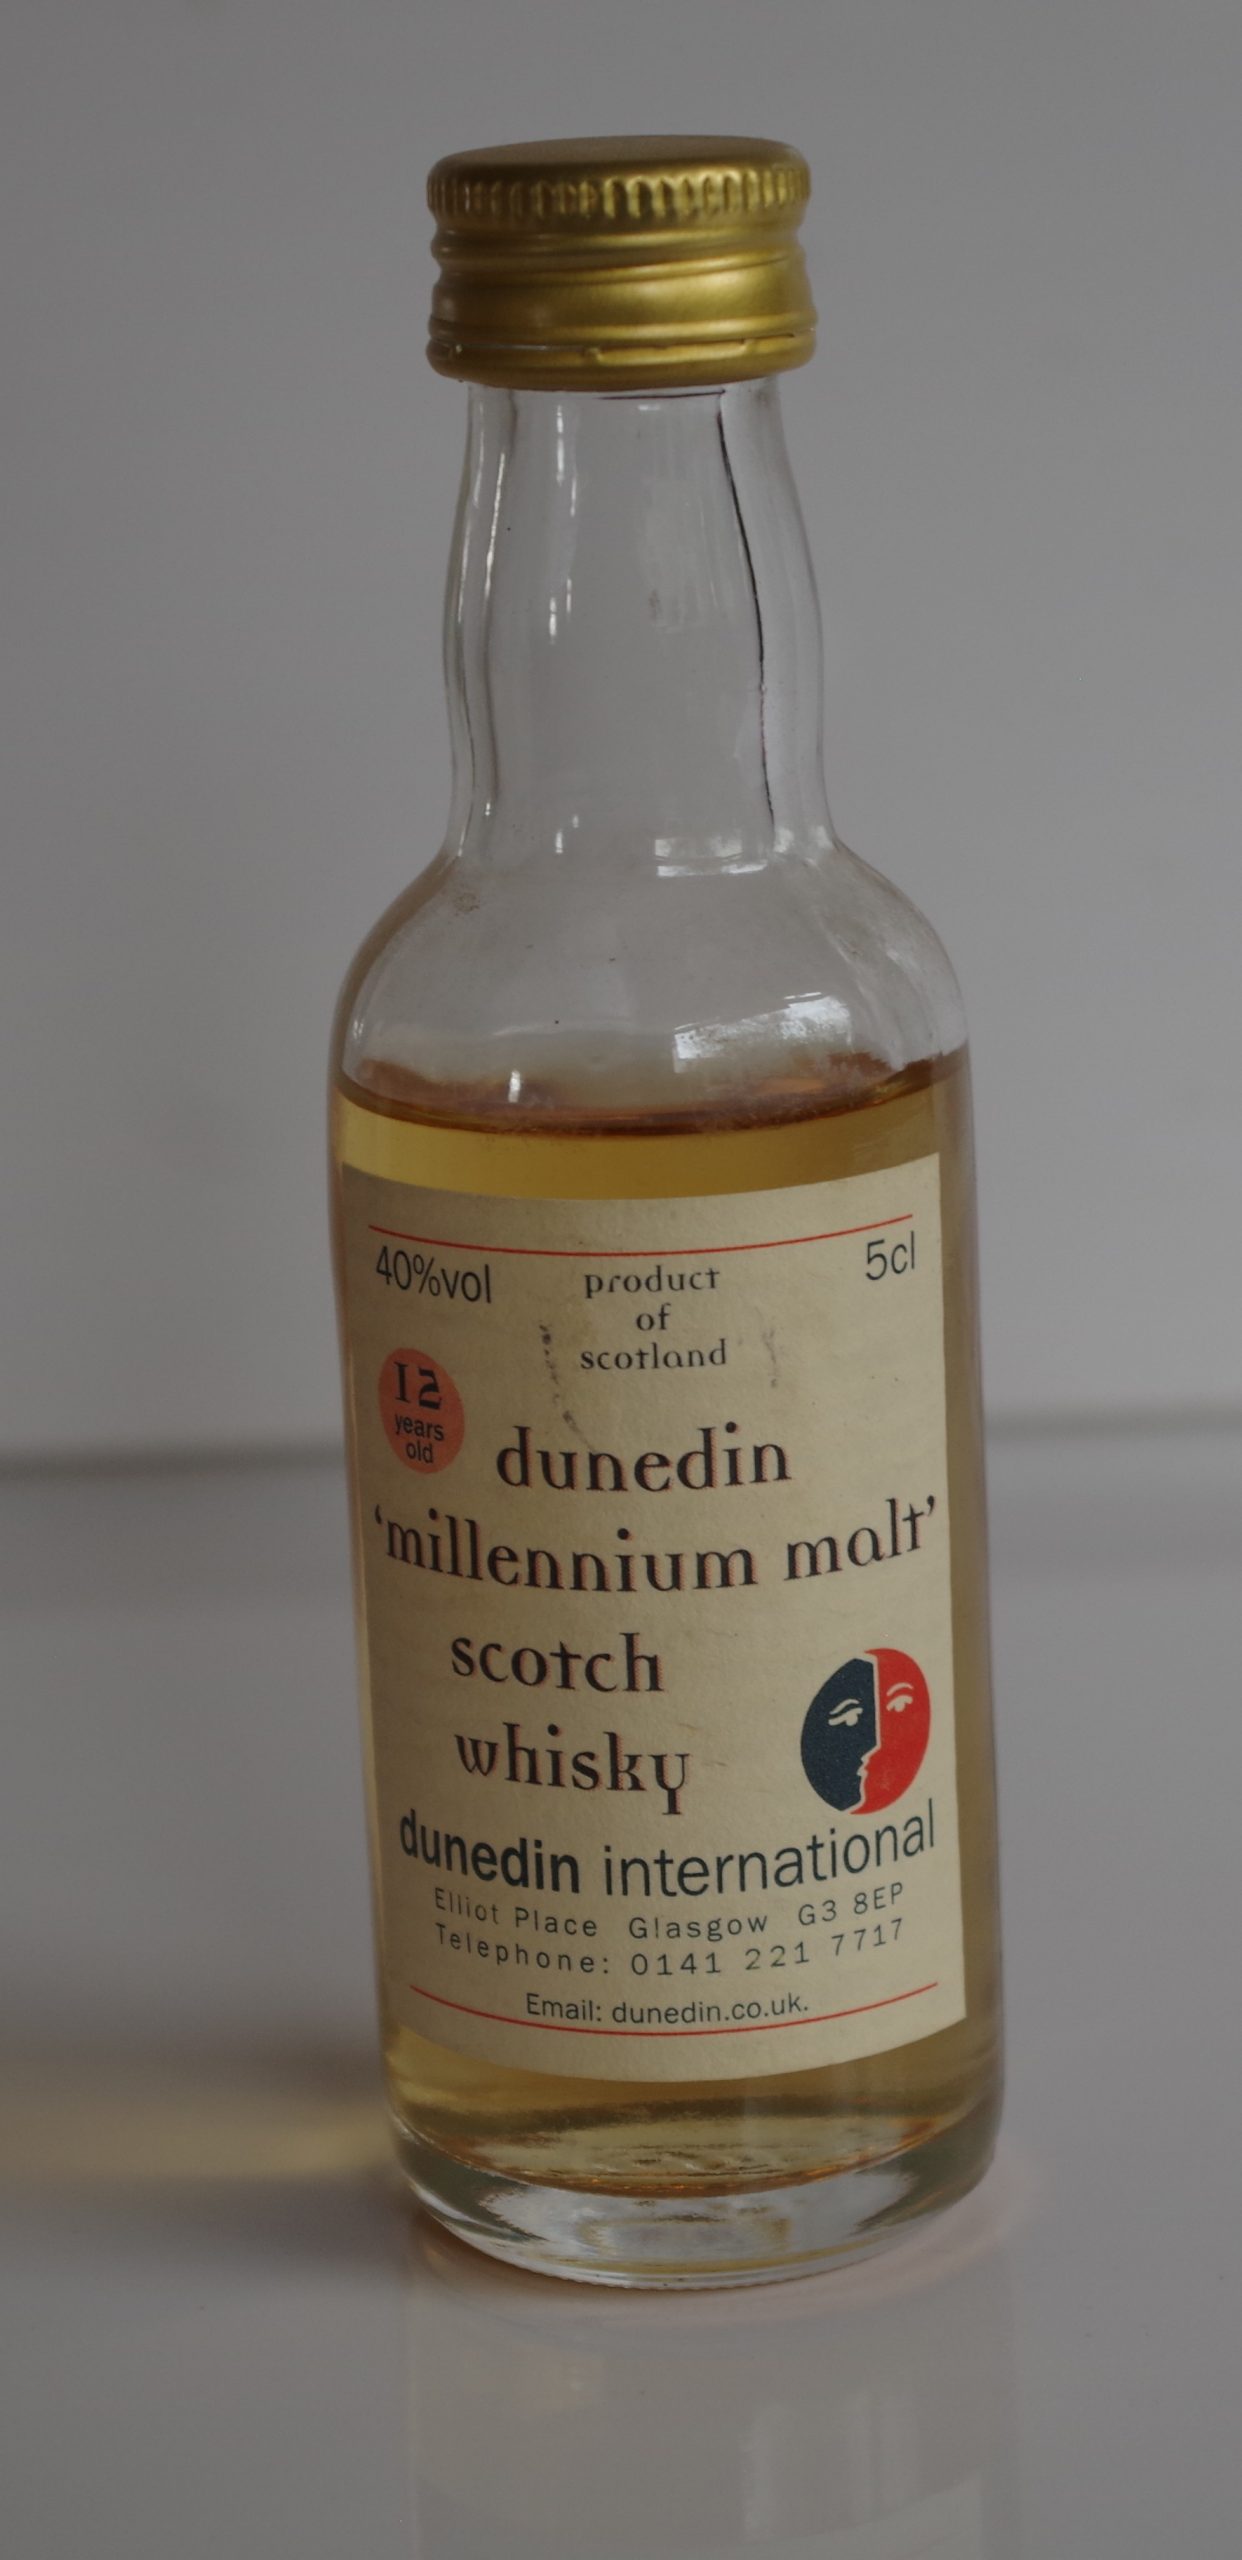 40%vol
5cl
product
of
scotland
12
years
old
dunedin
‘millennium malt’
scotch
whisky
dunedin international
Elliot Place Glasgow G3 8EP
Telephone: 0141 221 7717
Email: dunedin.co.uk.